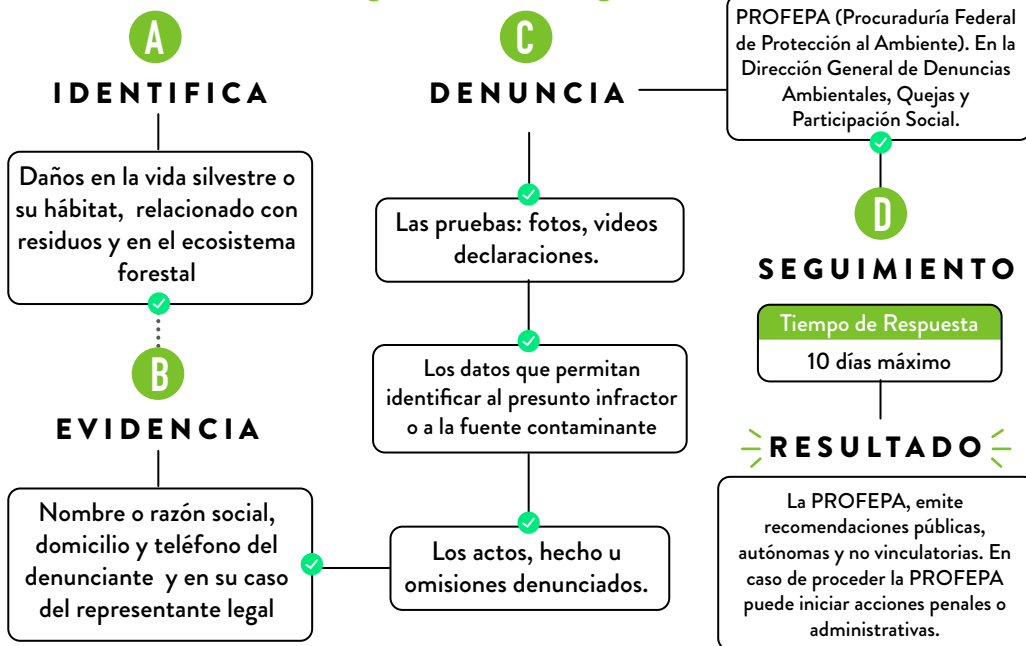 A
IDENTIFICA
Daños en la vida silvestre o
su hábitat, relacionado con
residuos y en el ecosistema
forestal
B
EVIDENCIA
Nombre o razón social,
domicilio y teléfono del
denunciante y en su caso
del representante legal
C
DENUNCIA
Las pruebas: fotos, videos
declaraciones.
Los datos que permitan
identificar al presunto infractor
o a la fuente contaminante
Los actos, hecho u
omisiones denunciados.
PROFEPA (Procuraduría Federal
de Protección al Ambiente). En la
Dirección General de Denuncias
Ambientales, Quejas y
Participación Social.
D
SEGUIMIENTO
Tiempo de Respuesta
10 días máximo
RESULTADO
La PROFEPA, emite
recomendaciones públicas,
autónomas y no vinculatorias. En
caso de proceder la PROFEPA
puede iniciar acciones penales o
administrativas.